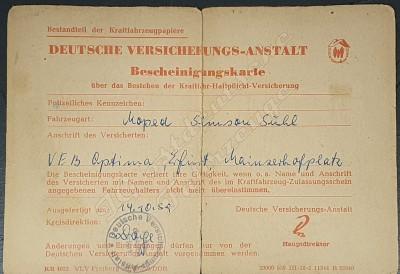 Bestandteil der Kraftfahrzeugpapiere
DEUTSCHE VERSICHERUNGS-ANSTALT
Bescheinigungskarte
über das Bestehen der Kraftfahr-Haftpflicht-Versicherung
Polizeiliches Kennzeichen:
Fahrzeugart: Moped Simson Suhl
Anschrift des Versicherten:
VEB Optima Erfurt Mainzerhofplatz
Die Bescheinigungskarte verliert ihre Gültigkeit, wenn o. a. Name und Anschrift
des Versicherten mit Namen und Anschrift des im Kraftfahrzeug-Zulassungsschein
angegebenen Fahrzeughalters nicht mehr übereinstimmen.
Ausgefertigt am: 14.10.59 Deutsche Versicherungs-Anstalt
Kreisdirektion:
Hauptdirektor
Änderungen und Eintragungen dürfen nur von der
Deutschen Versicherungs-Anstalt vorgenommen werden.